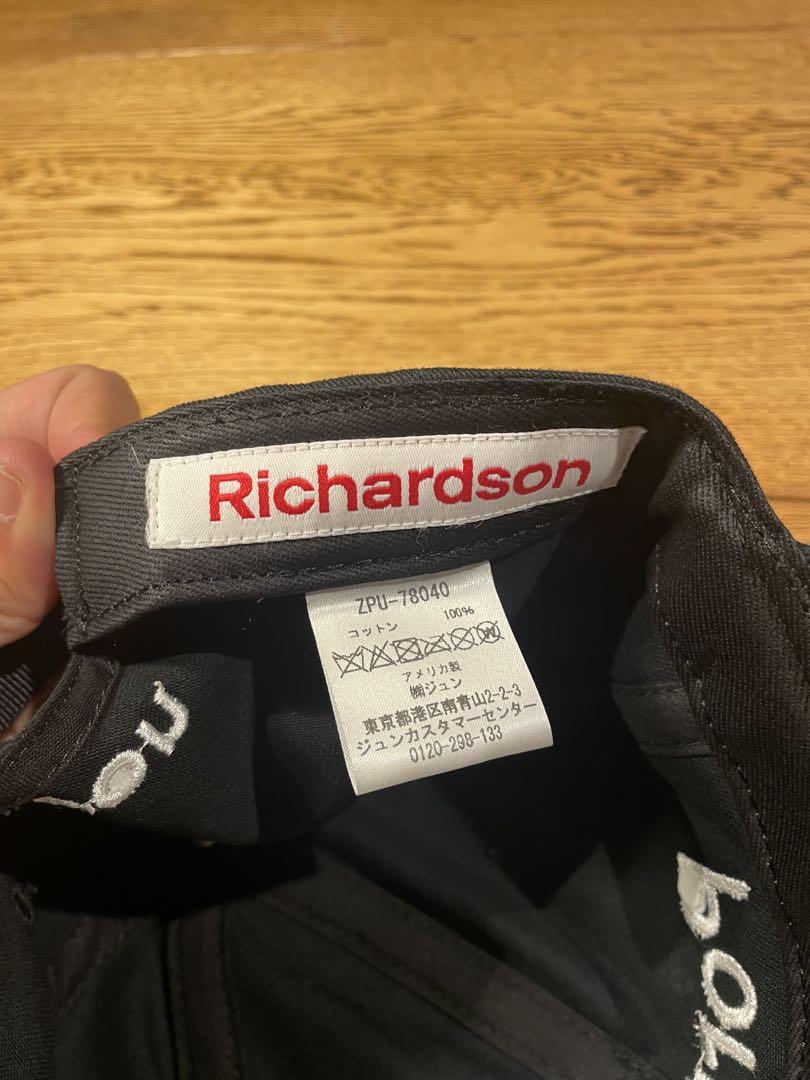 Richardson
ZPU-78040
コットン 100%
W
アメリカ製
㈱ジュン
東京都港区南青山2-2-3
ジュンカスタマーセンター
0120-298-133